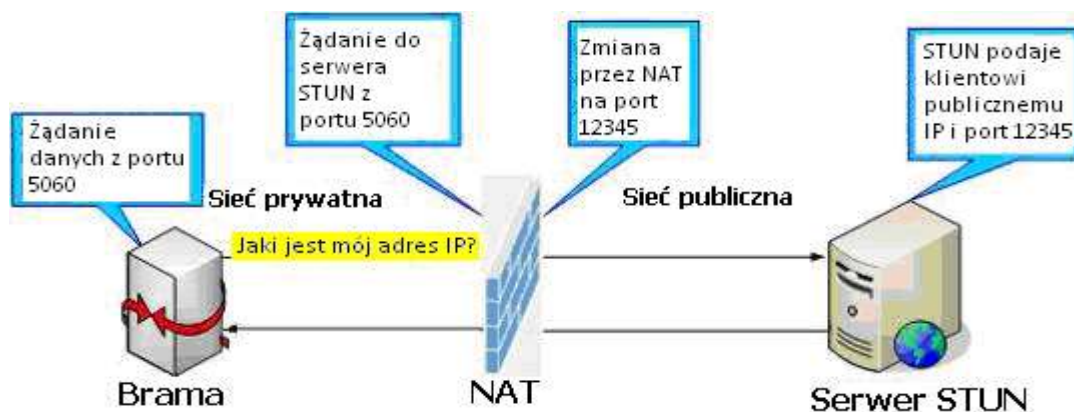 Żądanie do
serwera
STUN z
portu 5060
Zmiana
przez NAT
na port
12345
STUN podaje
klientowi
publicznemu
IP i port 12345
Żądanie
danych z portu
5060
Sieć prywatna
Sieć publiczna
Jaki jest mój adres IP?
Brama
NAT
Serwer STUN